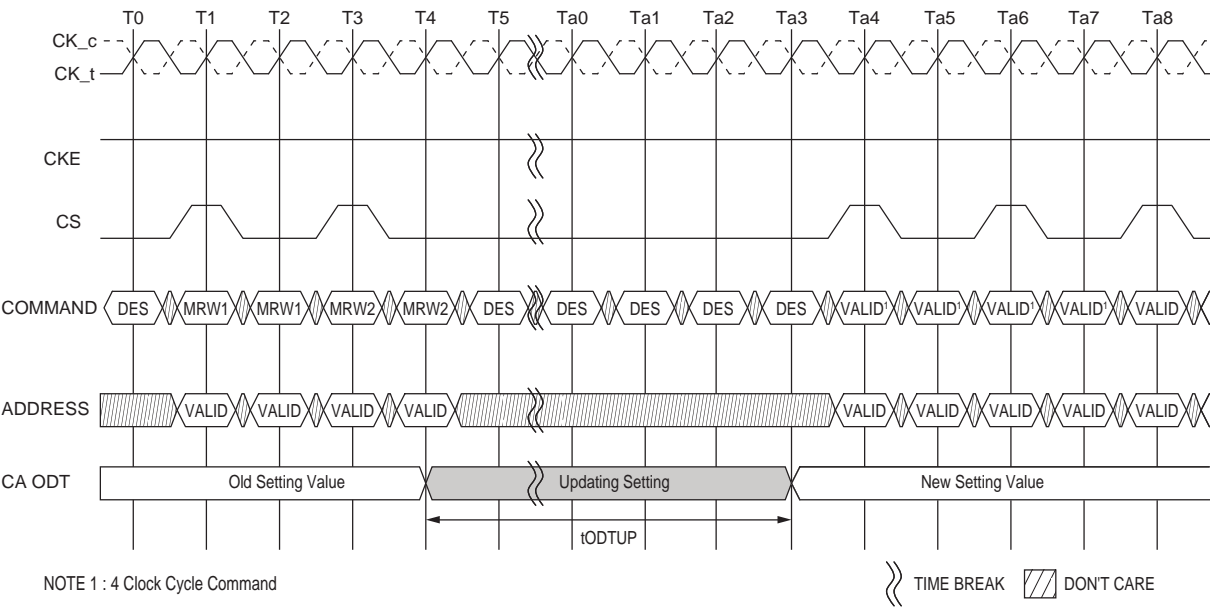 T0 T1 T2 T3 T4 T5 Ta0 Ta1 Ta2 Ta3 Ta4 Ta5 Ta6 Ta7 Ta8
CK_c
CK_t
CKE
CS
COMMAND DES MRW1 MRW1 MRW2 MRW2 DES DES DES DES DES VALID¹ VALID¹ VALID¹ VALID¹ VALID
ADDRESS VALID VALID VALID VALID VALID VALID VALID VALID VALID
CA ODT Old Setting Value Updating Setting New Setting Value
tODTUP
NOTE 1 : 4 Clock Cycle Command TIME BREAK DON'T CARE